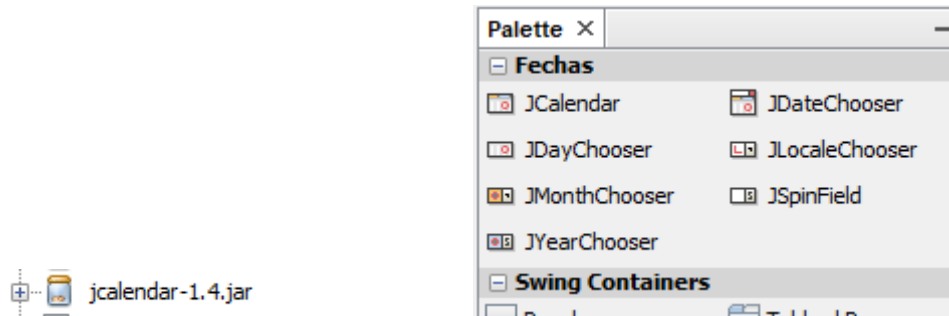 Palette
Fechas
JCalendar JDateChooser
JDayChooser JLocaleChooser
JMonthChooser JSpinField
JYearChooser
Swing Containers
jcalendar-1.4.jar